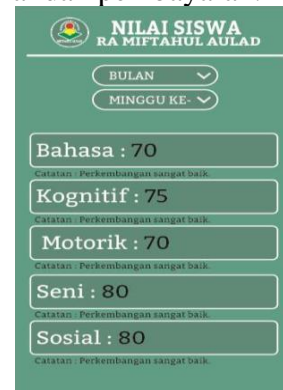 NILAI SISWA
RA MIFTAHUL AULAD
BULAN
MINGGU KE-
Bahasa : 70
Catatan : Perkembangan sangat baik.
Kognitif : 75
Catatan : Perkembangan sangat baik.
Motorik : 70
Catatan : Perkembangan sangat baik.
Seni : 80
Catatan : Perkembangan sangat baik.
Sosial : 80
Catatan : Perkembangan sangat baik.